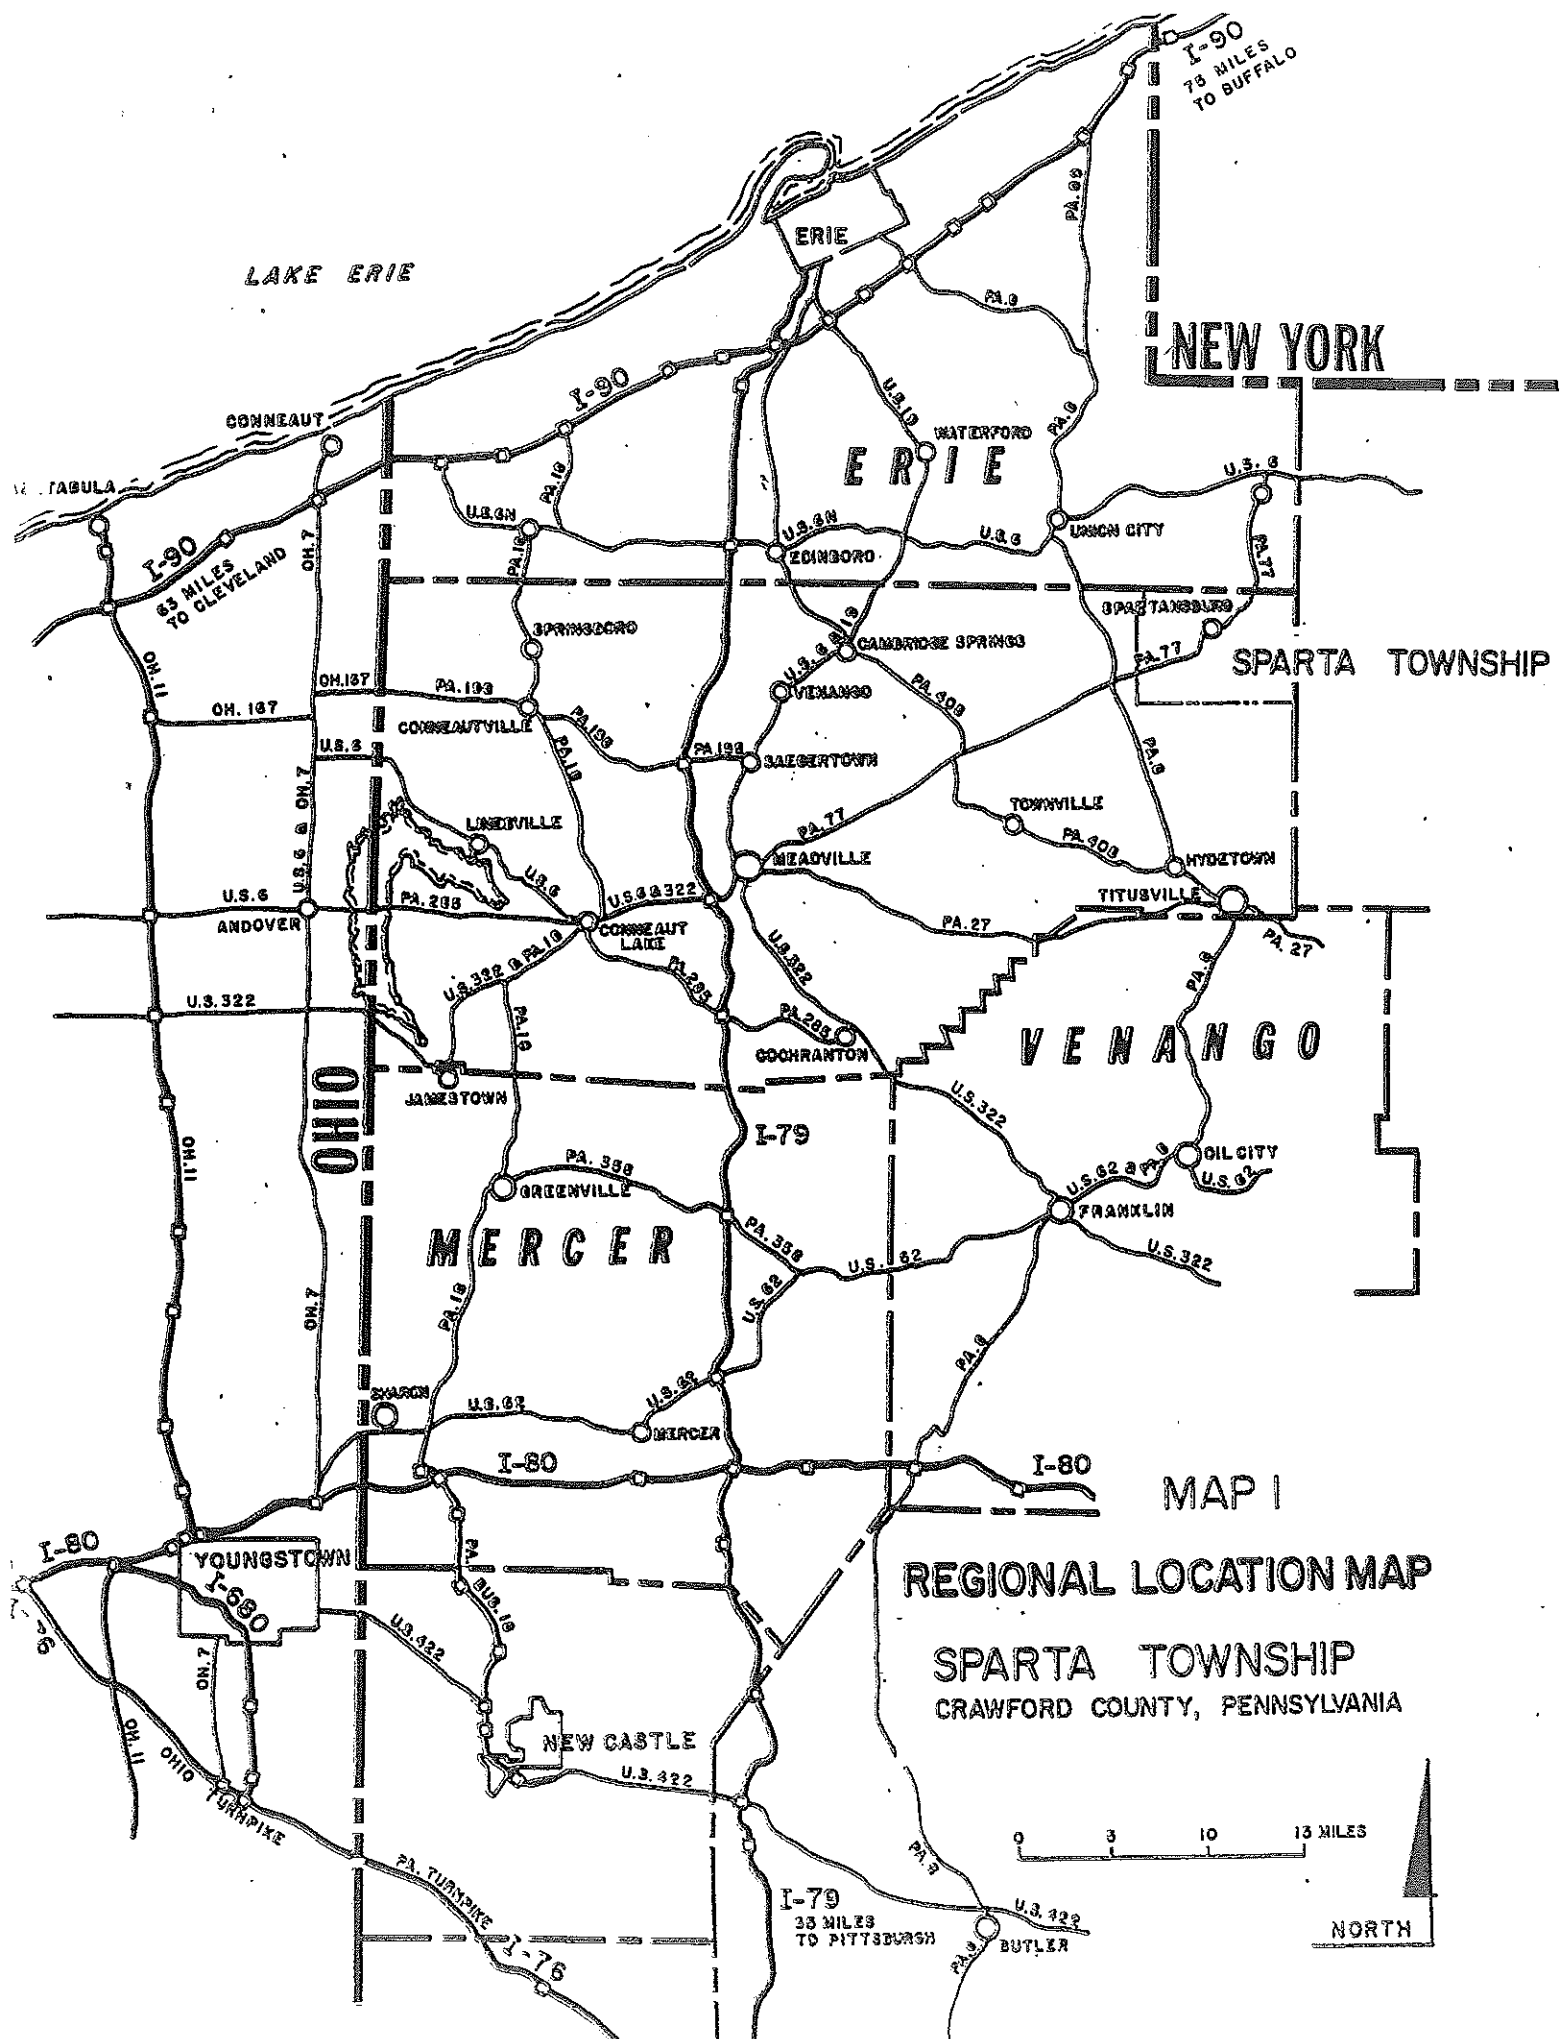 I-90
75 MILES
TO BUFFALO
PA. 89
ERIE
LAKE ERIE
PA. 8
NEW YORK
I-90
CONNEAUT
U.S. 19
PA. 8
WATERFORD
ERIE
U.S. 6
TABULA
PA. 18
U.S. 6N
U.S. 6N
U.S. 6
UNION CITY
I-90
63 MILES
TO CLEVELAND
OH. 7
PA. 18
EDINBORO
PA. 77
SPARTANSBURG
SPRINGBORO
U.S. 6 & 19
CAMBRIDGE SPRINGS
PA. 77
SPARTA TOWNSHIP
OH. 11
OH. 167
PA. 198
VENANGO
PA. 408
OH. 167
CONNEAUTVILLE
PA. 198
U.S. 6
PA. 18
PA. 198
SAEGERTOWN
PA. 8
U.S. 6 & OH. 7
LINESVILLE
TOWNVILLE
PA. 77
PA. 408
MEADVILLE
HYDETOWN
U.S. 6
U.S. 6
PA. 285
U.S. 6 & 322
TITUSVILLE
ANDOVER
CONNEAUT
LAKE
PA. 27
PA. 27
U.S. 322 & PA. 18
PA. 285
U.S. 322
PA. 8
U.S. 322
PA. 18
PA. 285
COCHRANTON
VENANGO
OHIO
JAMESTOWN
U.S. 322
I-79
OH. 11
PA. 358
GREENVILLE
OIL CITY
U.S. 62 & PA. 8
U.S. 62
FRANKLIN
MERCER
PA. 358
U.S. 62
U.S. 322
OH. 7
PA. 18
U.S. 62
PA. 8
SHARON
U.S. 62
U.S. 62
MERCER
I-80
I-80
MAP 1
I-80
YOUNGSTOWN
I-680
PA.
BUS. 18
REGIONAL LOCATION MAP
U.S. 422
OH. 7
SPARTA TOWNSHIP
CRAWFORD COUNTY, PENNSYLVANIA
OH. 11
OHIO
TURNPIKE
NEW CASTLE
U.S. 422
0 5 10 15 MILES
PA. TURNPIKE
PA. 8
I-79
35 MILES
TO PITTSBURGH
U.S. 422
BUTLER
NORTH
I-76
PA. 8